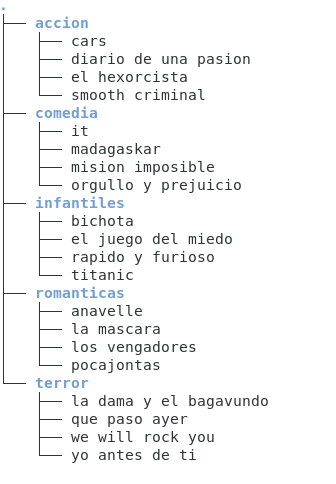 .
accion
cars
diario de una pasion
el hexorcista
smooth criminal
comedia
it
madagaskar
mision imposible
orgullo y prejuicio
infantiles
bichota
el juego del miedo
rapido y furioso
titanic
romanticas
anavelle
la mascara
los vengadores
pocajontas
terror
la dama y el bagavundo
que paso ayer
we will rock you
yo antes de ti